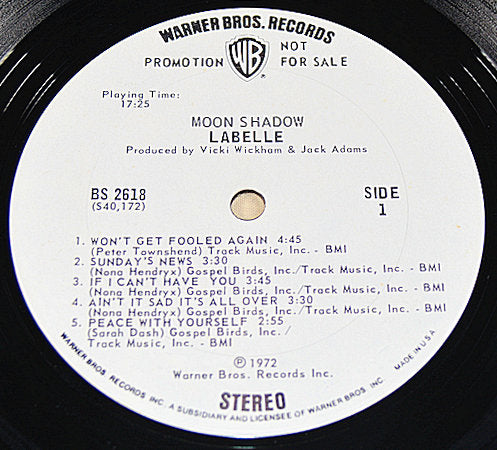 WARNER BROS. RECORDS
PROMOTION WB NOT FOR SALE
®
Playing Time:
17:25
MOON SHADOW
LABELLE
Produced by Vicki Wickham & Jack Adams
BS 2618
(S40,172)
SIDE
1
1. WON'T GET FOOLED AGAIN 4:45
(Peter Townshend) Track Music, Inc. - BMI
2. SUNDAY'S NEWS 3:30
(Nona Hendryx) Gospel Birds, Inc./Track Music, Inc. - BMI
3. IF I CAN'T HAVE YOU 3:45
(Nona Hendryx) Gospel Birds, Inc./Track Music, Inc. - BMI
4. AIN'T IT SAD IT'S ALL OVER 3:30
(Nona Hendryx) Gospel Birds, Inc./Track Music, Inc. - BMI
5. PEACE WITH YOURSELF 2:55
(Sarah Dash) Gospel Birds, Inc./
Track Music, Inc. - BMI
℗ 1972
Warner Bros. Records Inc.
STEREO
WARNER BROS. RECORDS INC. A SUBSIDIARY AND LICENSEE OF WARNER BROS. INC. MADE IN U.S.A.